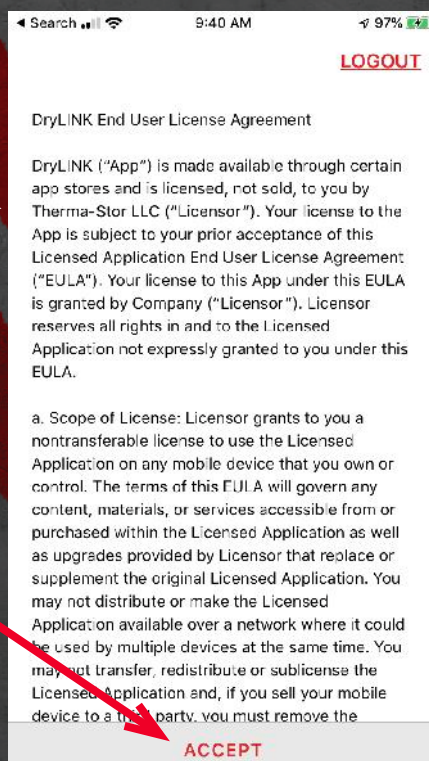 ◀ Search 9:40 AM 97%
LOGOUT
DryLINK End User License Agreement
DryLINK (“App”) is made available through certain
app stores and is licensed, not sold, to you by
Therma-Stor LLC (“Licensor”). Your license to the
App is subject to your prior acceptance of this
Licensed Application End User License Agreement
(“EULA”). Your license to this App under this EULA
is granted by Company (“Licensor”). Licensor
reserves all rights in and to the Licensed
Application not expressly granted to you under this
EULA.
a. Scope of License: Licensor grants to you a
nontransferable license to use the Licensed
Application on any mobile device that you own or
control. The terms of this EULA will govern any
content, materials, or services accessible from or
purchased within the Licensed Application as well
as upgrades provided by Licensor that replace or
supplement the original Licensed Application. You
may not distribute or make the Licensed
Application available over a network where it could
be used by multiple devices at the same time. You
may not transfer, redistribute or sublicense the
Licensed Application and, if you sell your mobile
device to a third party, you must remove the
ACCEPT